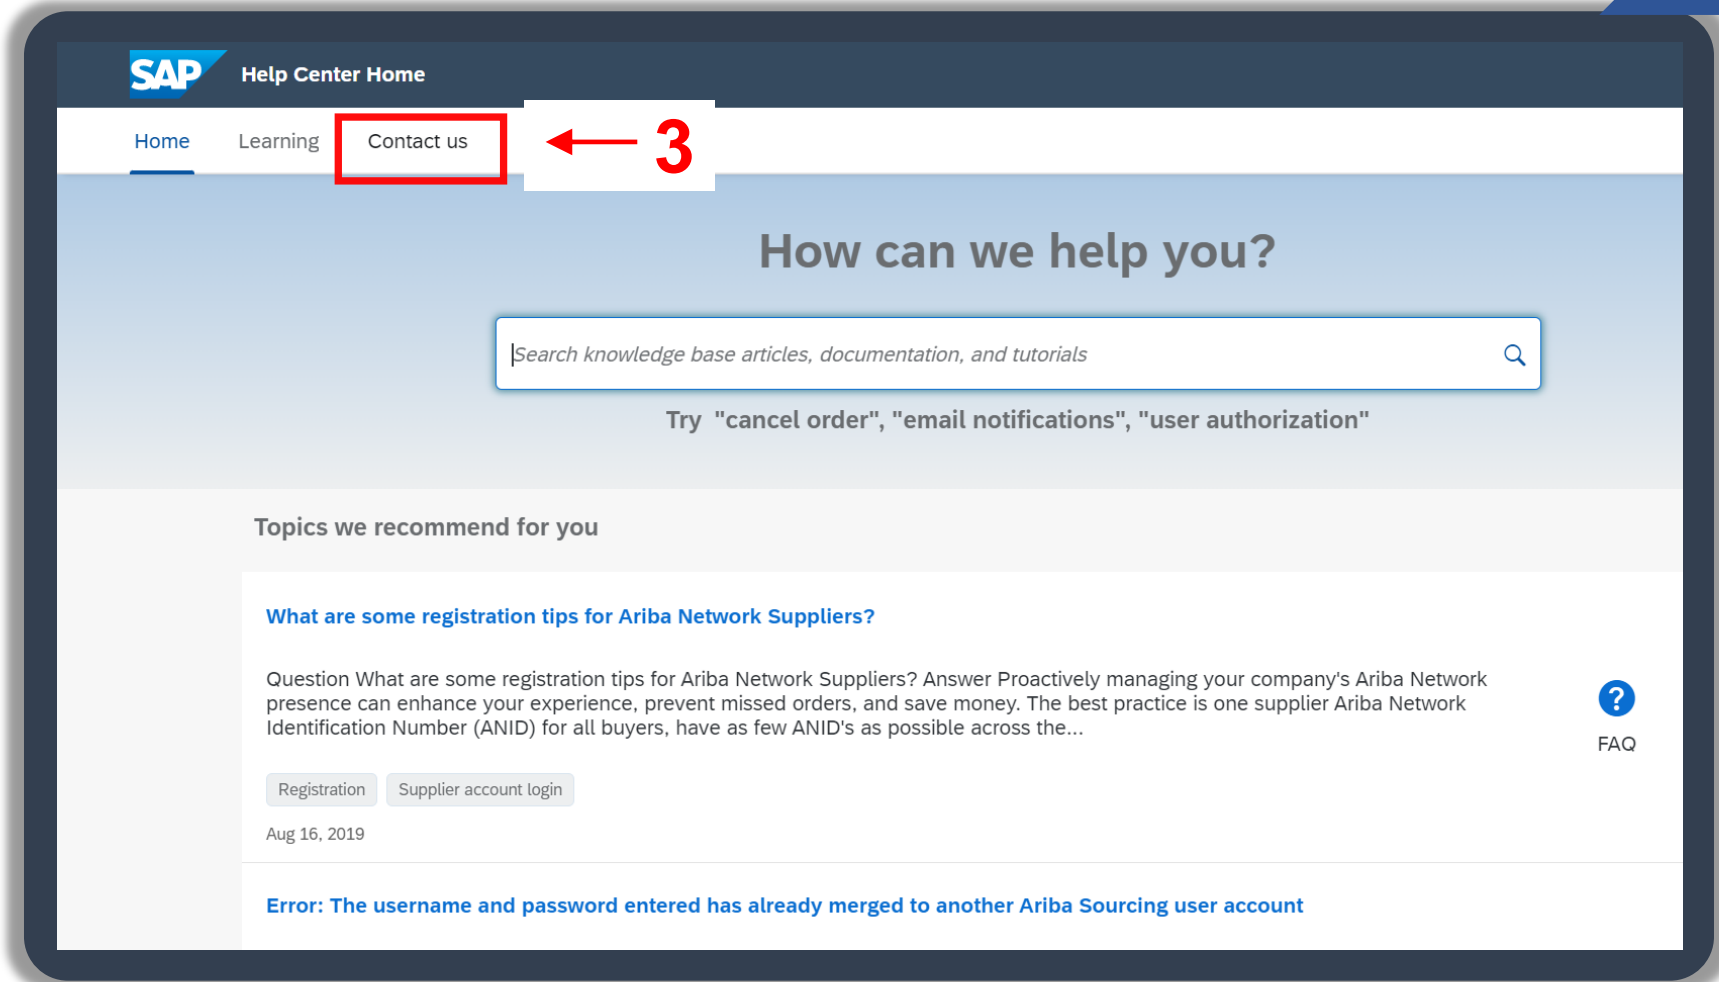 SAP Help Center Home
Home Learning Contact us 3
How can we help you?
Search knowledge base articles, documentation, and tutorials
Try "cancel order", "email notifications", "user authorization"
Topics we recommend for you
What are some registration tips for Ariba Network Suppliers?
Question What are some registration tips for Ariba Network Suppliers? Answer Proactively managing your company's Ariba Network
presence can enhance your experience, prevent missed orders, and save money. The best practice is one supplier Ariba Network
Identification Number (ANID) for all buyers, have as few ANID's as possible across the...
?
FAQ
Registration Supplier account login
Aug 16, 2019
Error: The username and password entered has already merged to another Ariba Sourcing user account